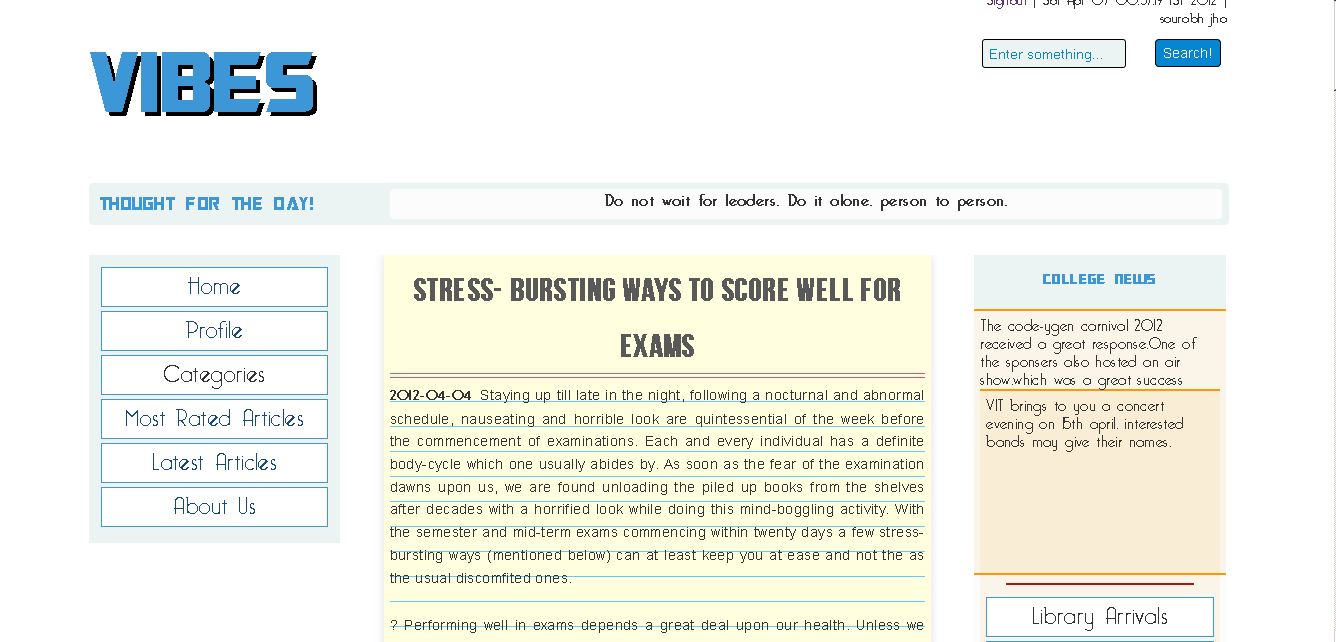 Signout | Sat Apr 07 00:51:19 IST 2012 |
sourabh jha
Enter something...
Search!
VIBES
THOUGHT FOR THE DAY!
Do not wait for leaders. Do it alone. person to person.
Home
Profile
Categories
Most Rated Articles
Latest Articles
About Us
STRESS- BURSTING WAYS TO SCORE WELL FOR
EXAMS
2012-04-04 Staying up till late in the night, following a nocturnal and abnormal
schedule, nauseating and horrible look are quintessential of the week before
the commencement of examinations. Each and every individual has a definite
body-cycle which one usually abides by. As soon as the fear of the examination
dawns upon us, we are found unloading the piled up books from the shelves
after decades with a horrified look while doing this mind-boggling activity. With
the semester and mid-term exams commencing within twenty days a few stress-
bursting ways (mentioned below) can at least keep you at ease and not the as
the usual discomfited ones.
? Performing well in exams depends a great deal upon our health. Unless we
COLLEGE NEWS
The code-ygen carnival 2012
received a great response.One of
the sponsers also hosted an air
show.which was a great success
VIT brings to you a concert
evening on 15th april. interested
bands may give their names.
Library Arrivals